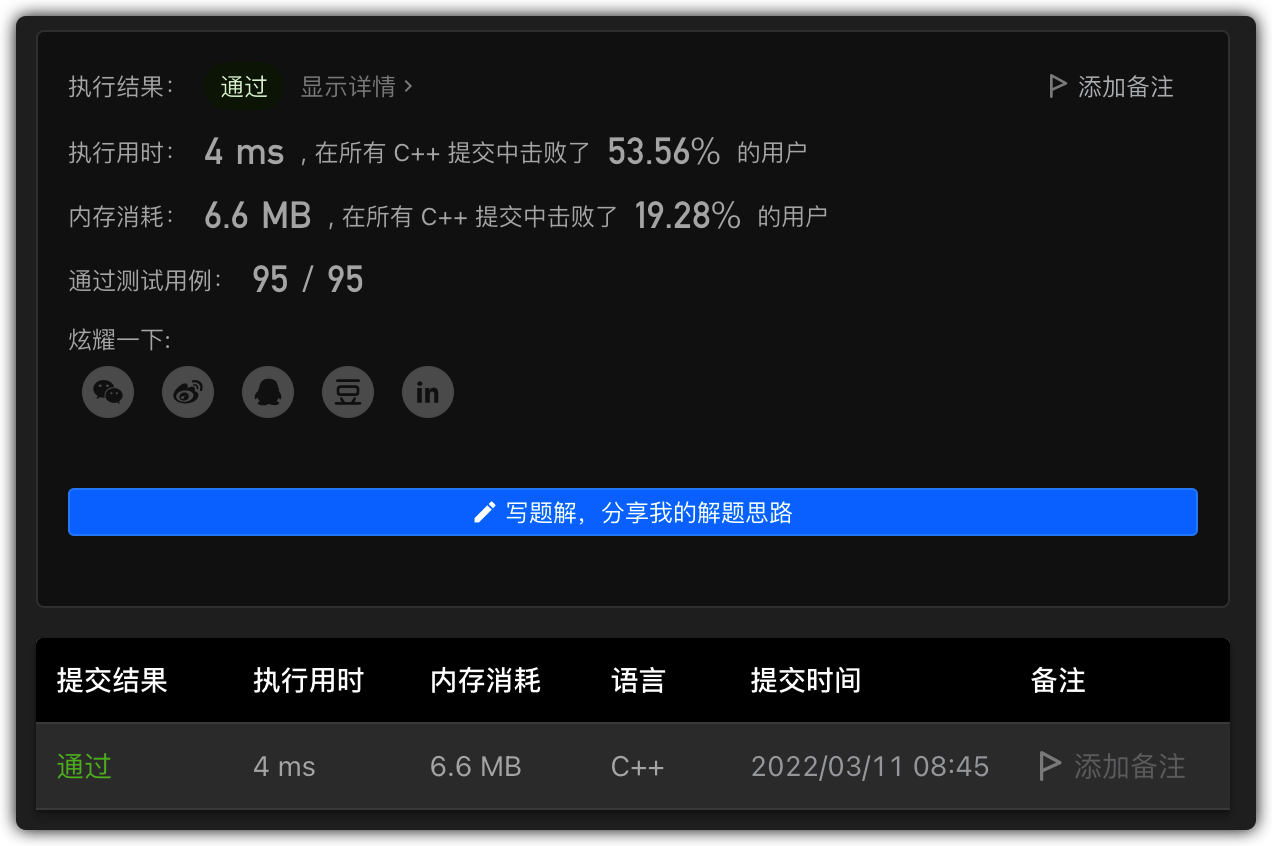 执行结果： 通过 显示详情 › 添加备注
执行用时： 4 ms , 在所有 C++ 提交中击败了 53.56% 的用户
内存消耗： 6.6 MB , 在所有 C++ 提交中击败了 19.28% 的用户
通过测试用例： 95 / 95
炫耀一下:
豆 in
写题解，分享我的解题思路
提交结果 执行用时 内存消耗 语言 提交时间 备注
通过 4 ms 6.6 MB C++ 2022/03/11 08:45 添加备注